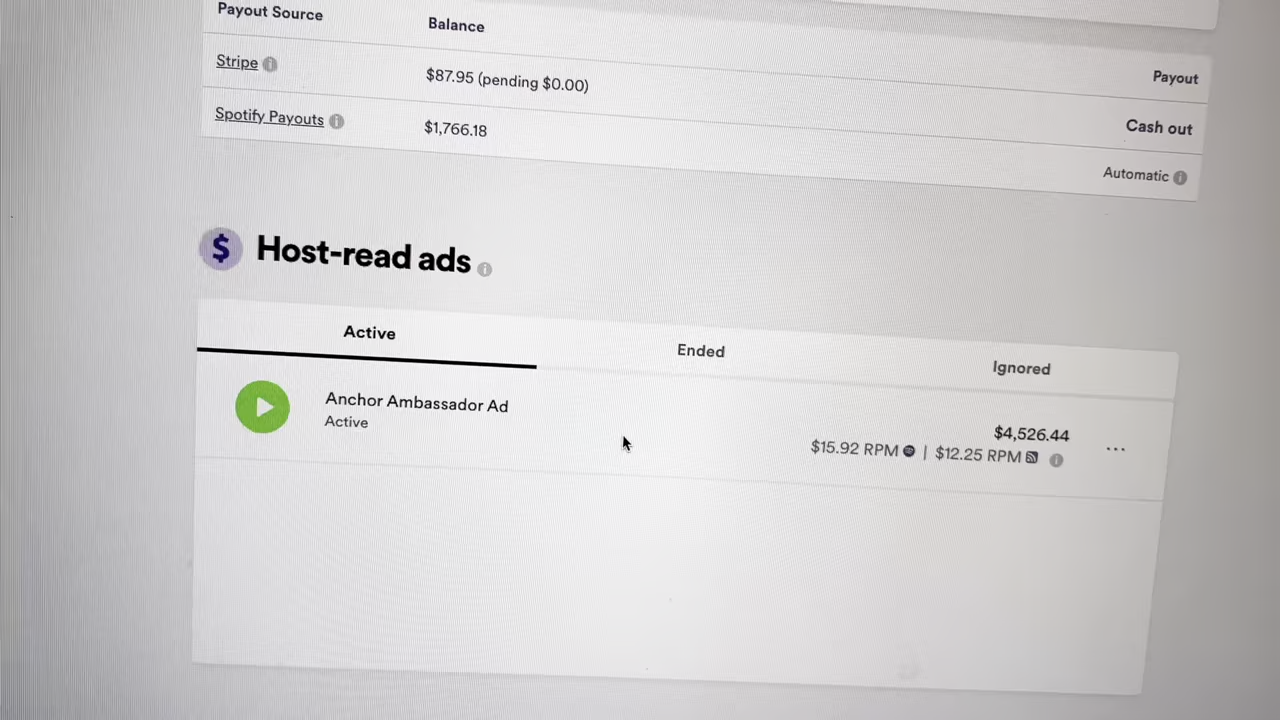 Payout Source Balance Payout
Stripe $87.95 (pending $0.00) Cash out
Spotify Payouts $1,766.18 Automatic
$ Host-read ads
Active Ended Ignored
Anchor Ambassador Ad $4,526.44
Active $15.92 RPM | $12.25 RPM